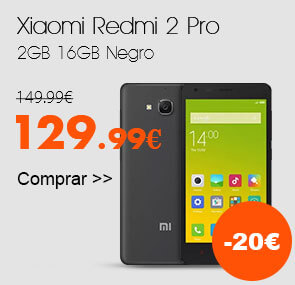 Xiaomi Redmi 2 Pro
2GB 16GB Negro
149.99€
129.99€
Comprar >>
14:00
mi
-20€